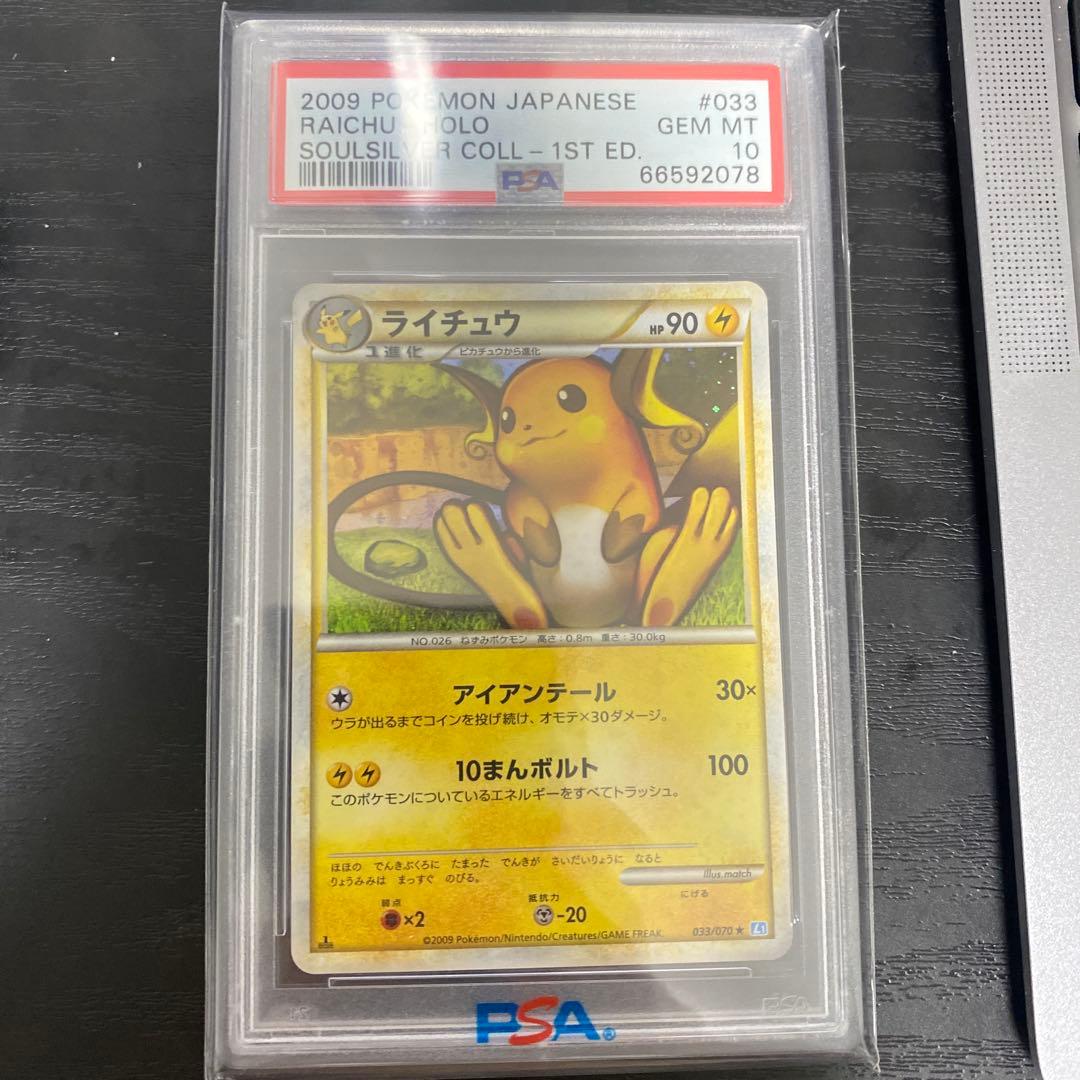 2009 POKEMON JAPANESE #033
RAICHU-HOLO GEM MT
SOULSILVER COLL-1ST ED. 10
PSA 66592078
ライチュウ HP 90
1進化 ピカチュウから進化
NO.026 ねずみポケモン 高さ:0.8m 重さ:30.0kg
アイアンテール 30×
ウラが出るまでコインを投げ続け、オモテ×30ダメージ。
10まんボルト 100
このポケモンについているエネルギーをすべてトラッシュ。
ほほの でんきぶくろに たまった でんきが さいだいりょうに なると
りょうみみは まっすぐ のびる。
Illus. match
弱点 抵抗力 にげる
×2 -20
©2009 Pokémon/Nintendo/Creatures/GAME FREAK. 033/070 ★ L1
PSA®
PSA